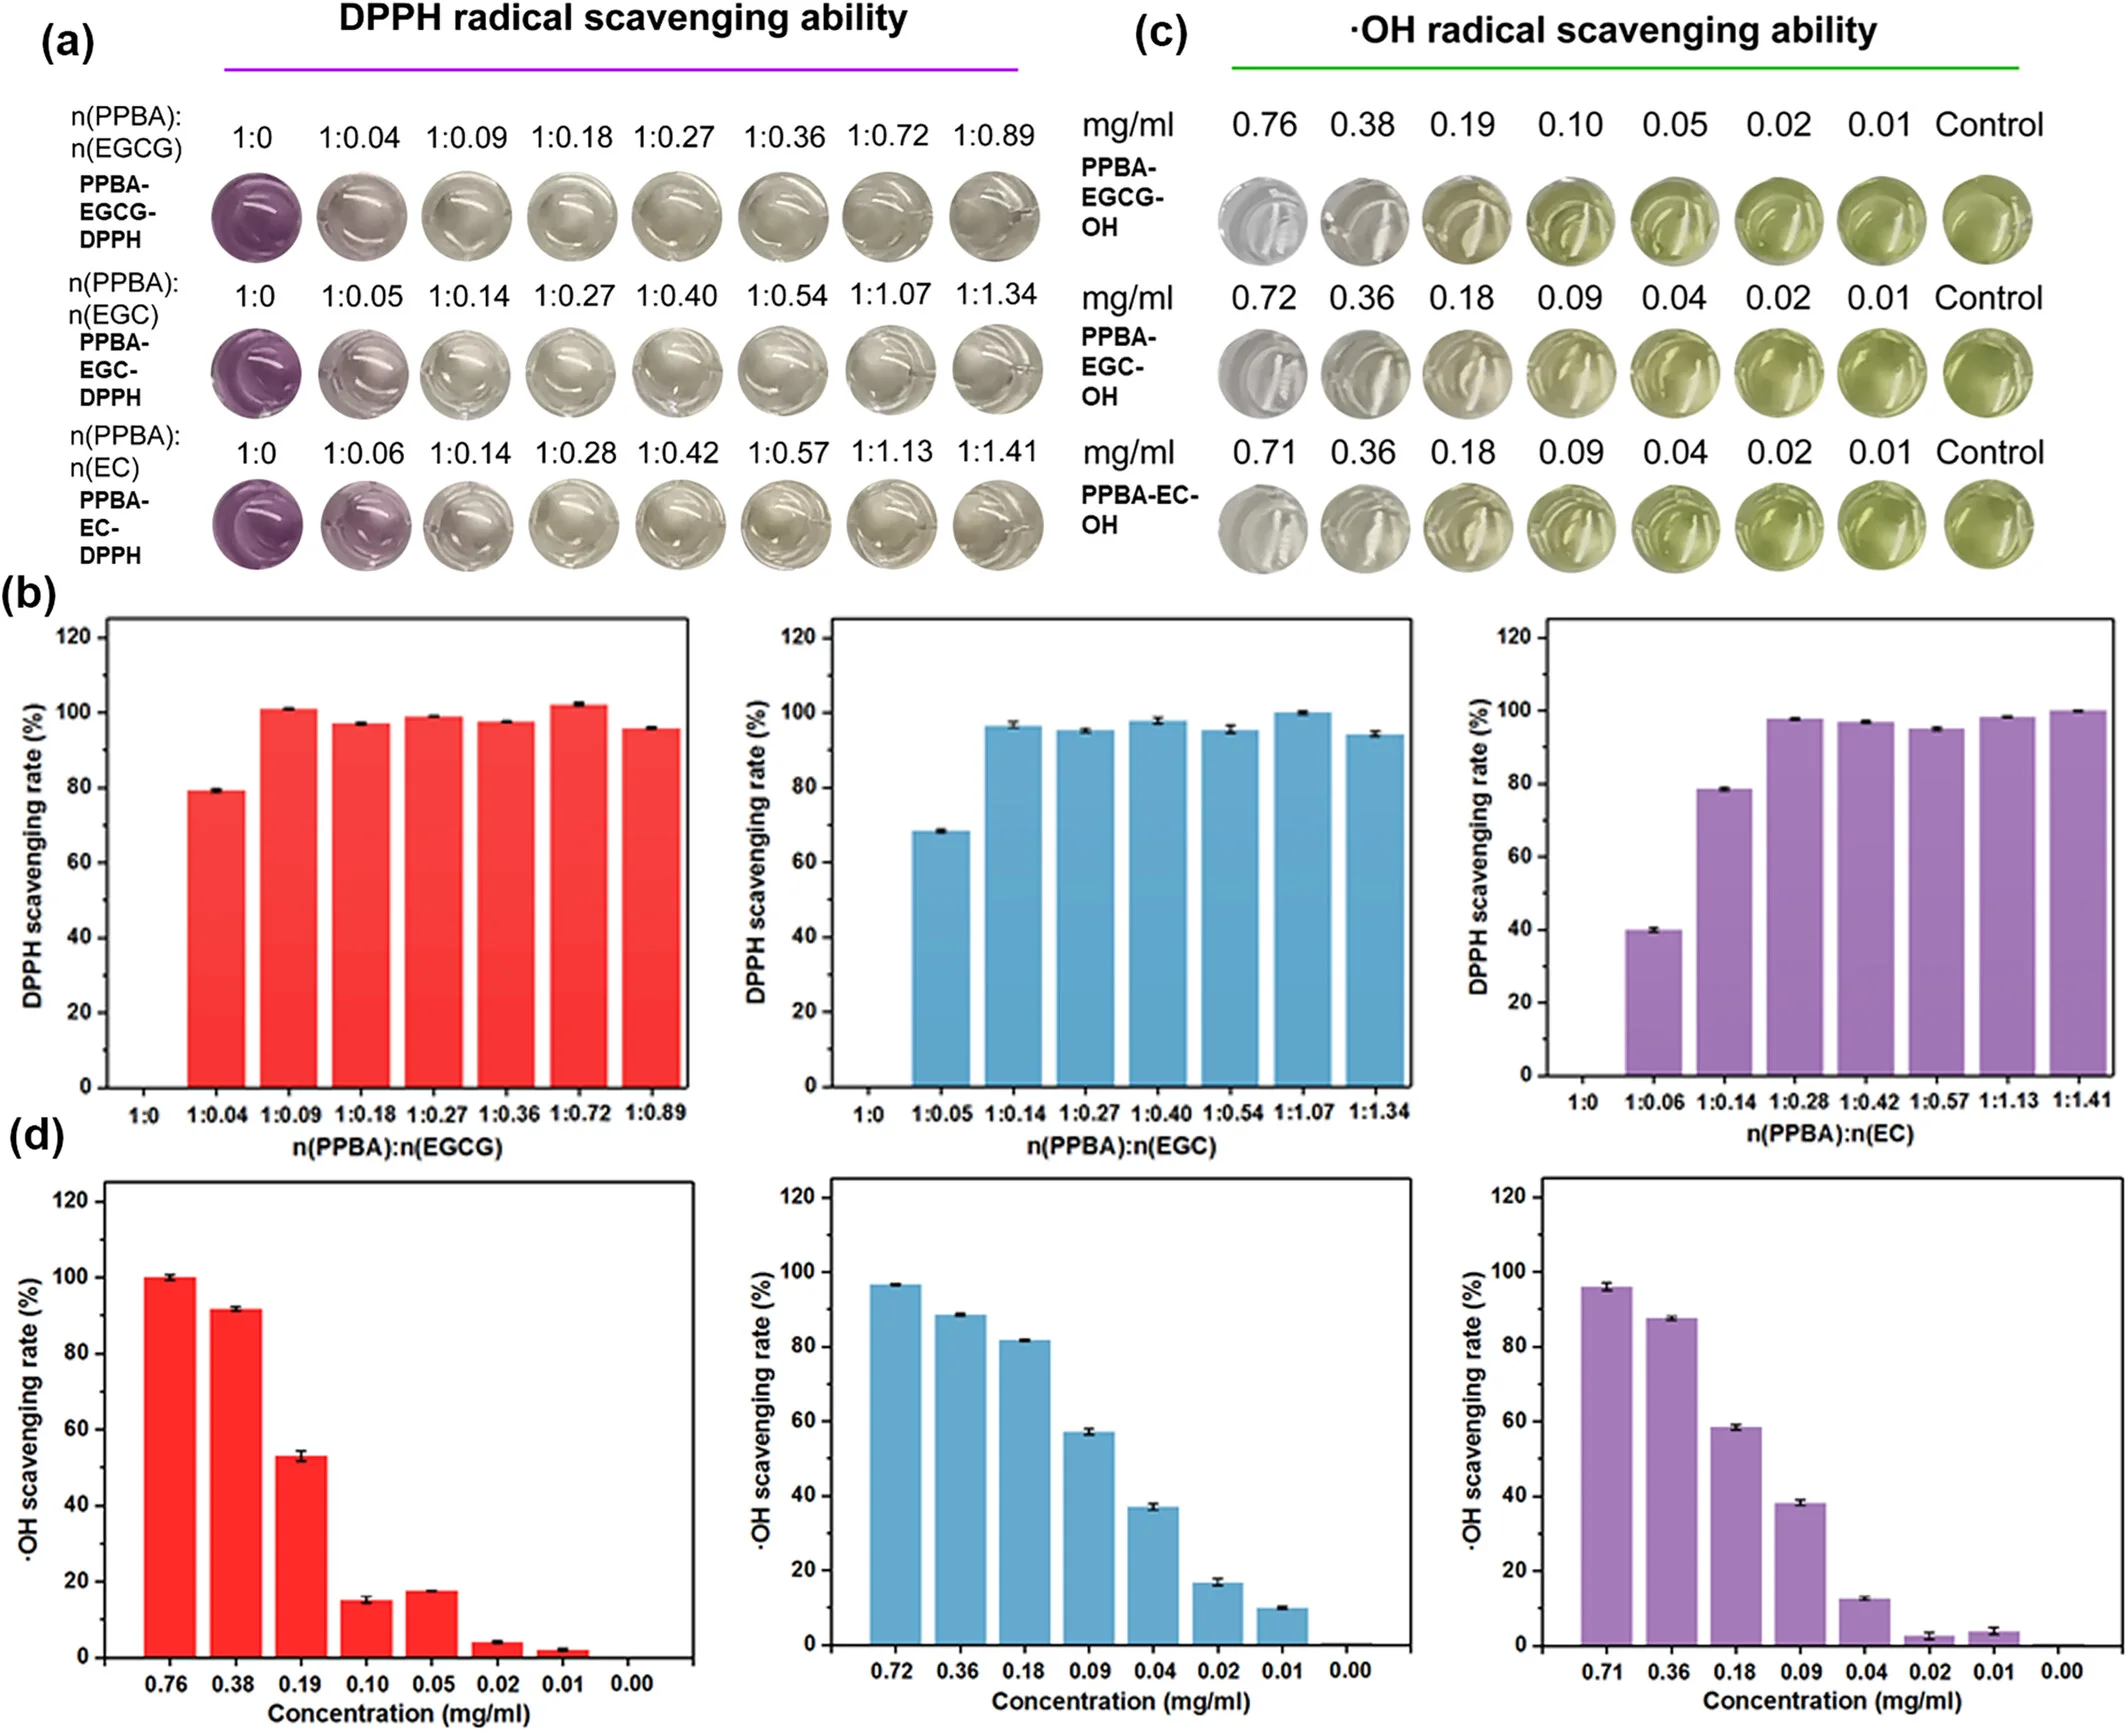 (a)
DPPH radical scavenging ability
n(PPBA):
n(EGCG)
1:0 1:0.04 1:0.09 1:0.18 1:0.27 1:0.36 1:0.72 1:0.89
PPBA-
EGCG-
DPPH
n(PPBA):
n(EGC)
1:0 1:0.05 1:0.14 1:0.27 1:0.40 1:0.54 1:1.07 1:1.34
PPBA-
EGC-
DPPH
n(PPBA):
n(EC)
1:0 1:0.06 1:0.14 1:0.28 1:0.42 1:0.57 1:1.13 1:1.41
PPBA-
EC-
DPPH
(c)
·OH radical scavenging ability
mg/ml 0.76 0.38 0.19 0.10 0.05 0.02 0.01 Control
PPBA-
EGCG-
OH
mg/ml 0.72 0.36 0.18 0.09 0.04 0.02 0.01 Control
PPBA-
EGC-
OH
mg/ml 0.71 0.36 0.18 0.09 0.04 0.02 0.01 Control
PPBA-EC-
OH
(b)
DPPH scavenging rate (%)
120
100
80
60
40
20
0
1:0 1:0.04 1:0.09 1:0.18 1:0.27 1:0.36 1:0.72 1:0.89
n(PPBA):n(EGCG)
DPPH scavenging rate (%)
120
100
80
60
40
20
0
1:0 1:0.05 1:0.14 1:0.27 1:0.40 1:0.54 1:1.07 1:1.34
n(PPBA):n(EGC)
DPPH scavenging rate (%)
120
100
80
60
40
20
0
1:0 1:0.06 1:0.14 1:0.28 1:0.42 1:0.57 1:1.13 1:1.41
n(PPBA):n(EC)
(d)
·OH scavenging rate (%)
120
100
80
60
40
20
0
0.76 0.38 0.19 0.10 0.05 0.02 0.01 0.00
Concentration (mg/ml)
·OH scavenging rate (%)
120
100
80
60
40
20
0
0.72 0.36 0.18 0.09 0.04 0.02 0.01 0.00
Concentration (mg/ml)
·OH scavenging rate (%)
120
100
80
60
40
20
0
0.71 0.36 0.18 0.09 0.04 0.02 0.01 0.00
Concentration (mg/ml)